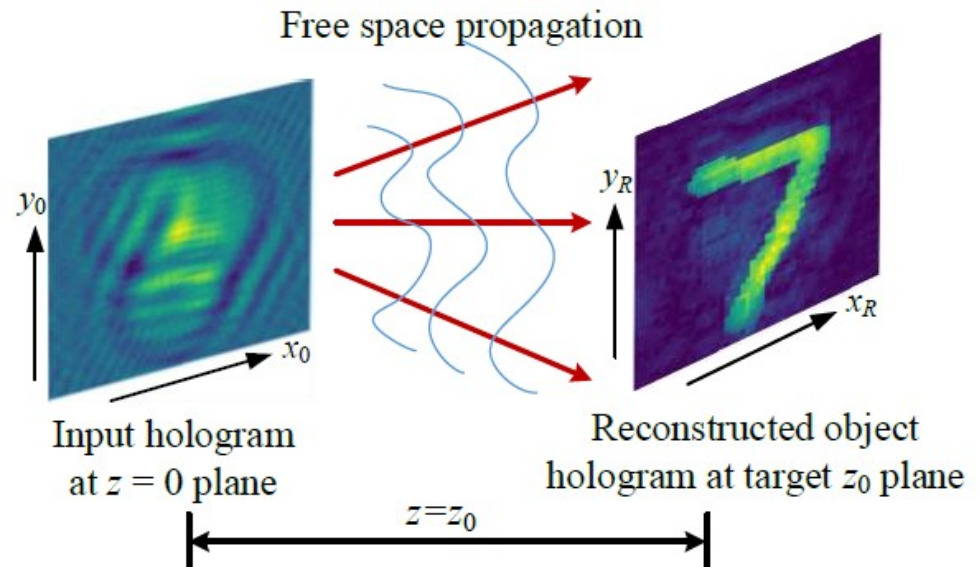 Free space propagation
y0
x0
yR
xR
7
Input hologram
at z = 0 plane
Reconstructed object
hologram at target z0 plane
z=z0